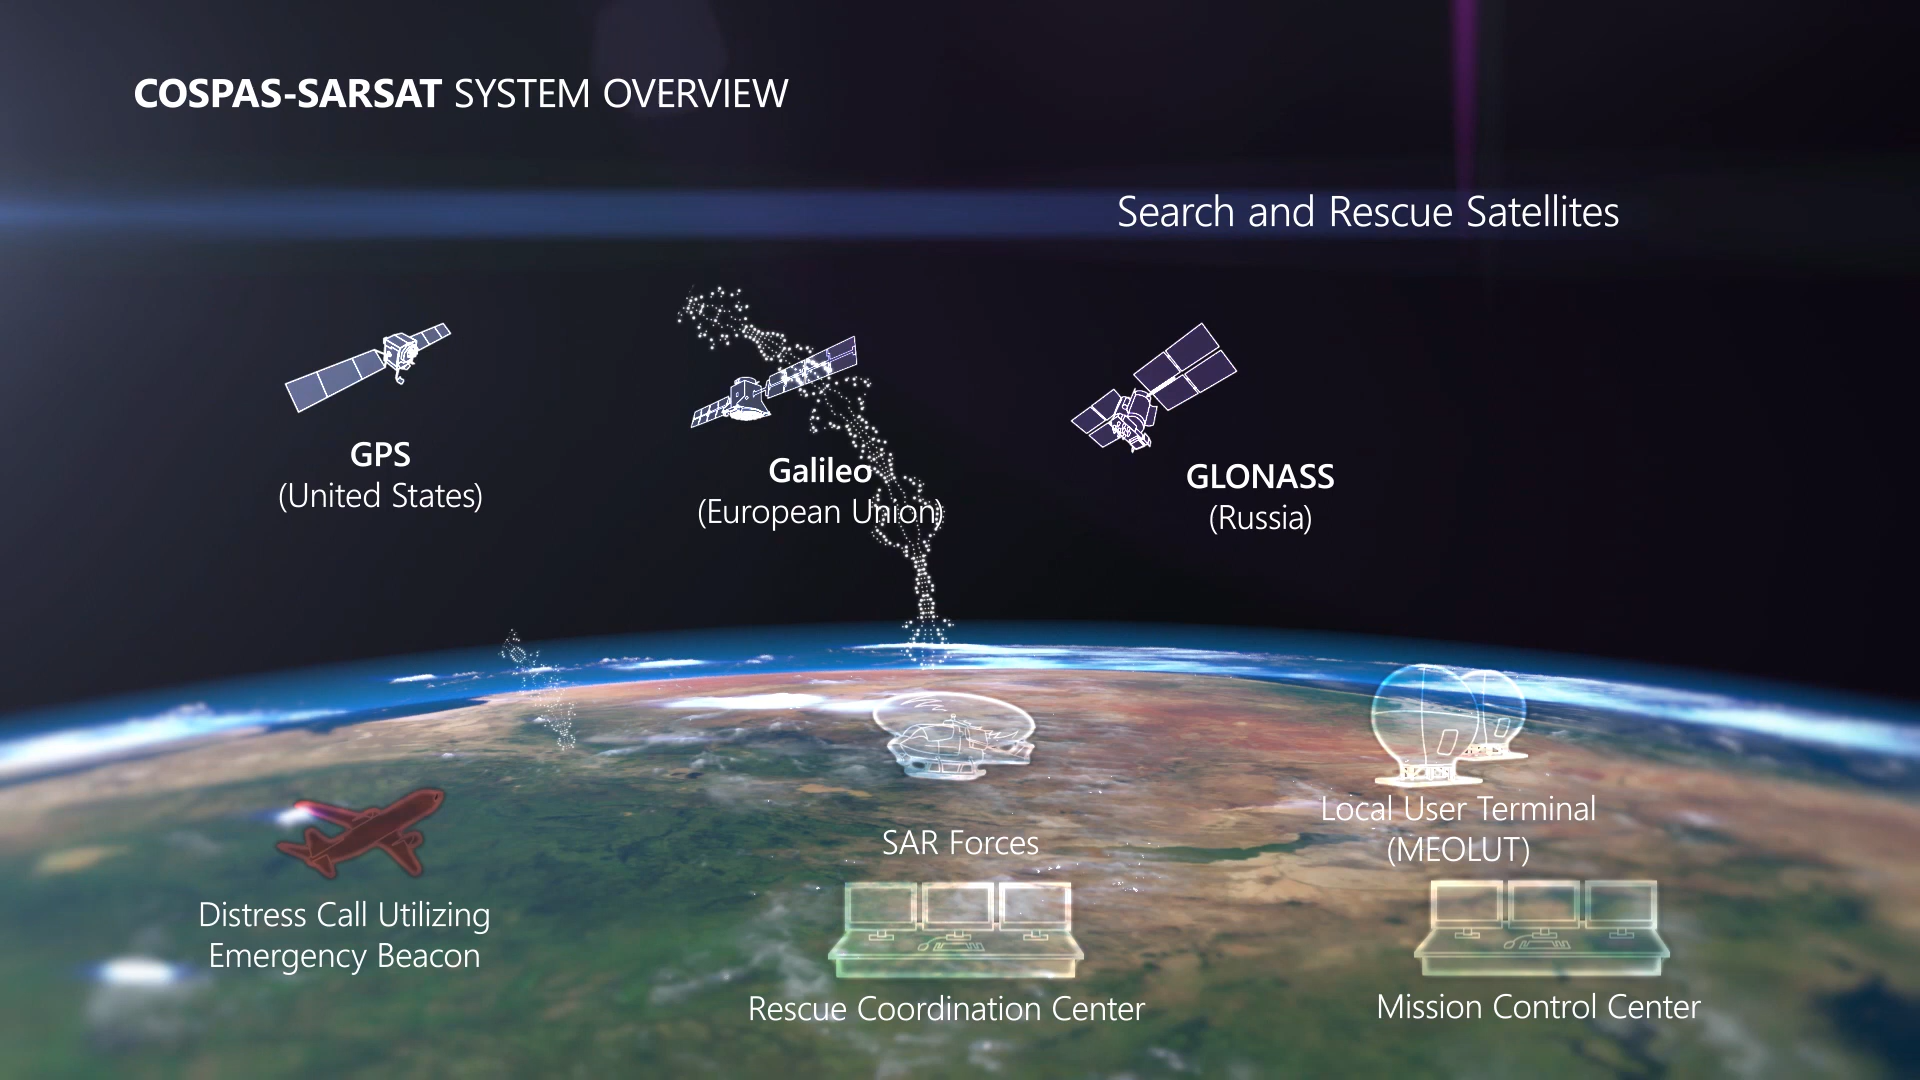 COSPAS-SARSAT SYSTEM OVERVIEW
Search and Rescue Satellites
GPS
(United States)
Galileo
(European Union)
GLONASS
(Russia)
Distress Call Utilizing
Emergency Beacon
SAR Forces
Local User Terminal
(MEOLUT)
Rescue Coordination Center
Mission Control Center